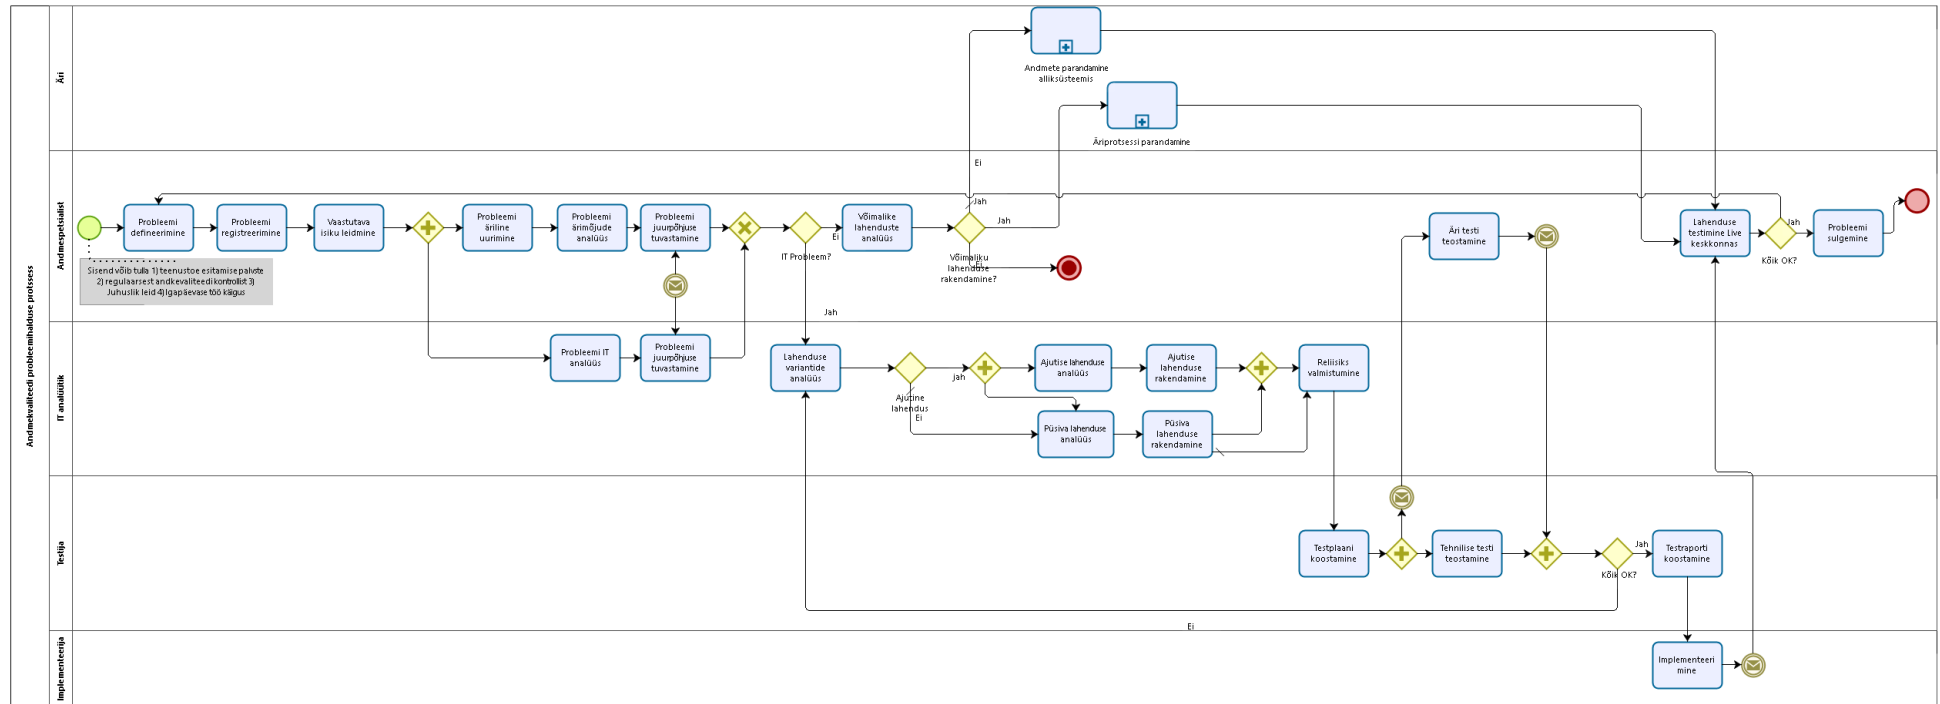 Andmekvaliteedi probleemihalduse protsess
Äri
Andmete parandamine
alliksüsteemis
Äriprotsessi parandamine
Ei
Andmespetsialist
Probleemi
defineerimine
Probleemi
registreerimine
Vaastutava
isiku leidmine
Probleemi
äriline
uurimine
Probleemi
ärimõjude
analüüs
Probleemi
juurpõhjuse
tuvastamine
IT Probleem?
Ei
Võimalike
lahenduste
analüüs
Jah
Jah
Võimaliku
lahenduse
rakendamine?
Ei
Äri testi
teostamine
Lahenduse
testimine Live
keskkonnas
Jah
Kõik OK?
Probleemi
sulgemine
Sisend võib tulla 1) teenustoe esitamise palvete
2) regulaarsest andkevaliteedi kontrollist 3)
Juhuslik leid 4) Igapäevase töö käigus
Jah
IT analüütik
Probleemi IT
analüüs
Probleemi
juurpõhjuse
tuvastamine
Lahenduse
variantide
analüüs
Ajutine
lahendus
Ei
jah
Ajutise lahenduse
analüüs
Ajutise
lahenduse
rakendamine
Reliisiks
valmistumine
Püsiva lahenduse
analüüs
Püsiva
lahenduse
rakendamine
Testija
Testplaani
koostamine
Tehnilise testi
teostamine
Kõik OK?
Jah
Testraporti
koostamine
Ei
Implementeerija
Implementeeri
mine